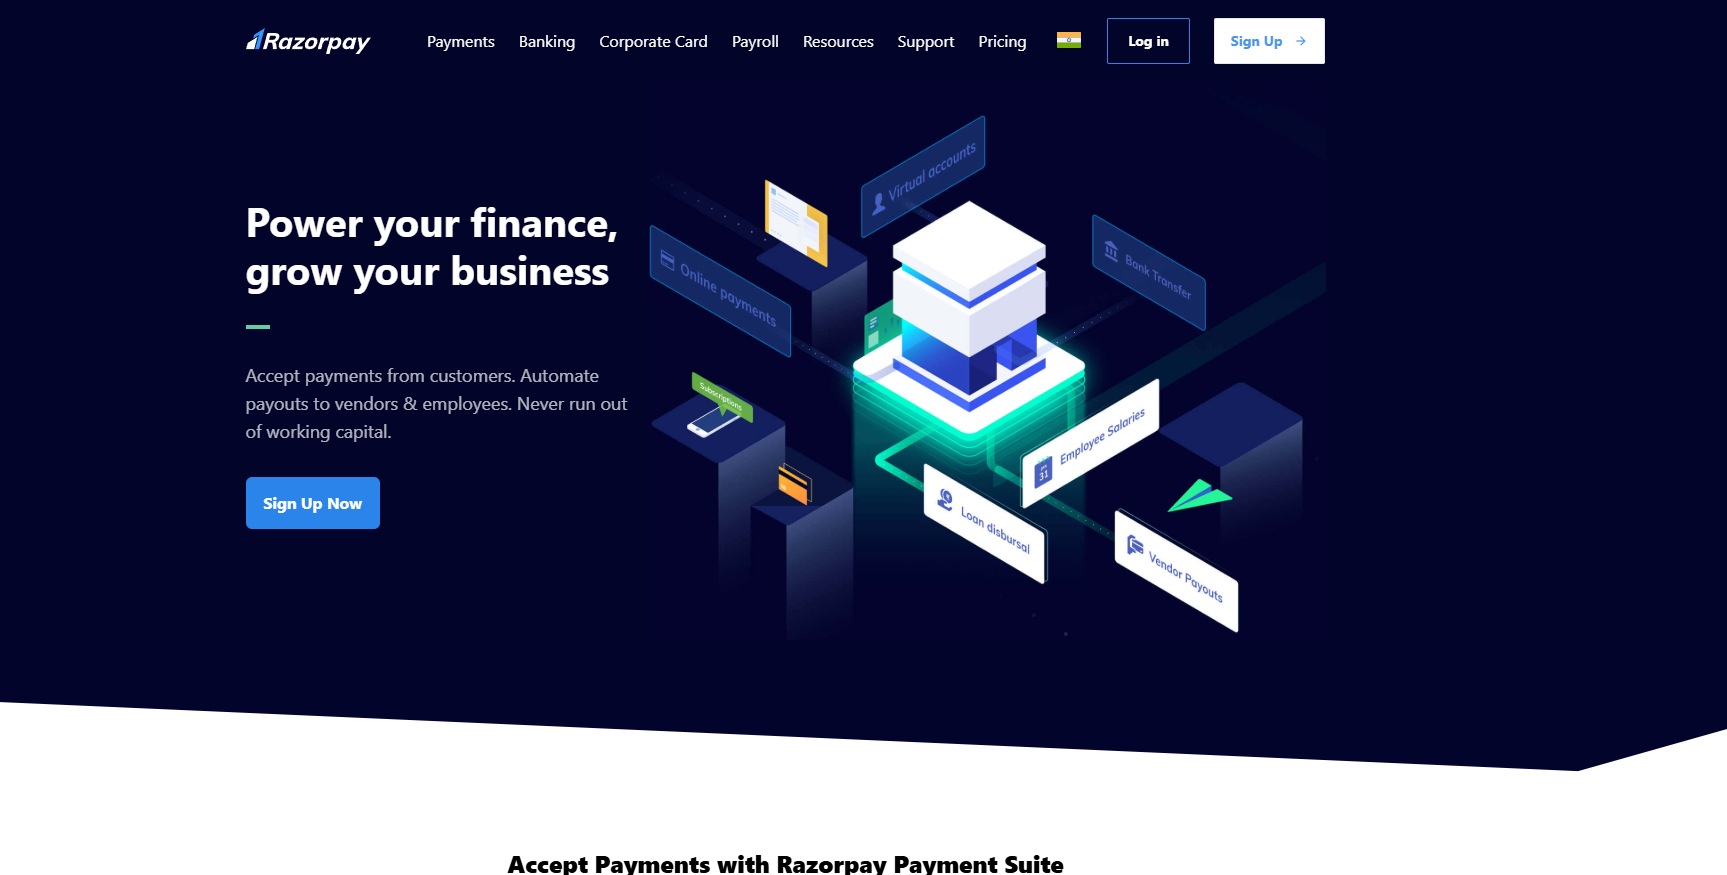 Razorpay
Payments
Banking
Corporate Card
Payroll
Resources
Support
Pricing
Log in
Sign Up
Power your finance,
grow your business
Accept payments from customers. Automate
payouts to vendors & employees. Never run out
of working capital.
Sign Up Now
Virtual accounts
Online payments
Bank Transfer
Subscriptions
Employee Salaries
31
Loan disbursal
Vendor Payouts
Accept Payments with Razorpay Payment Suite